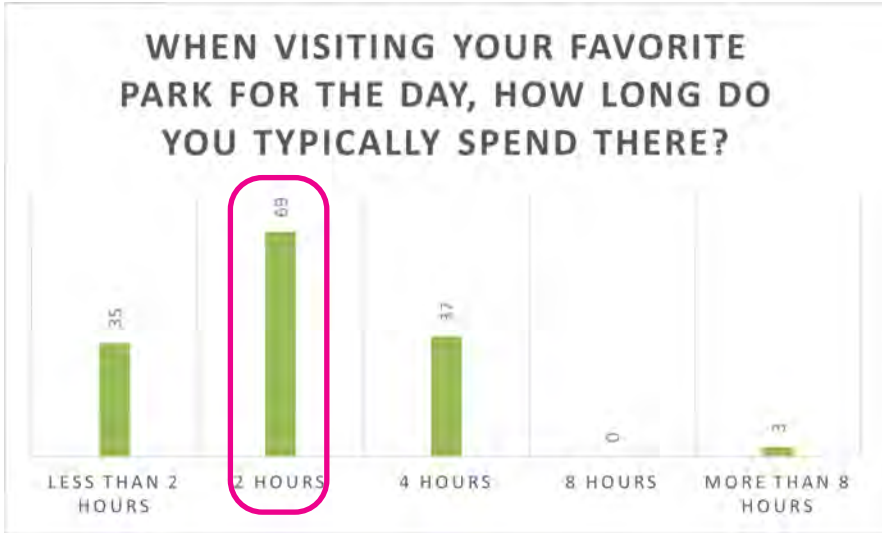 WHEN VISITING YOUR FAVORITE
PARK FOR THE DAY, HOW LONG DO
YOU TYPICALLY SPEND THERE?
35
69
37
0
3
LESS THAN 2
HOURS
2 HOURS
4 HOURS
8 HOURS
MORE THAN 8
HOURS